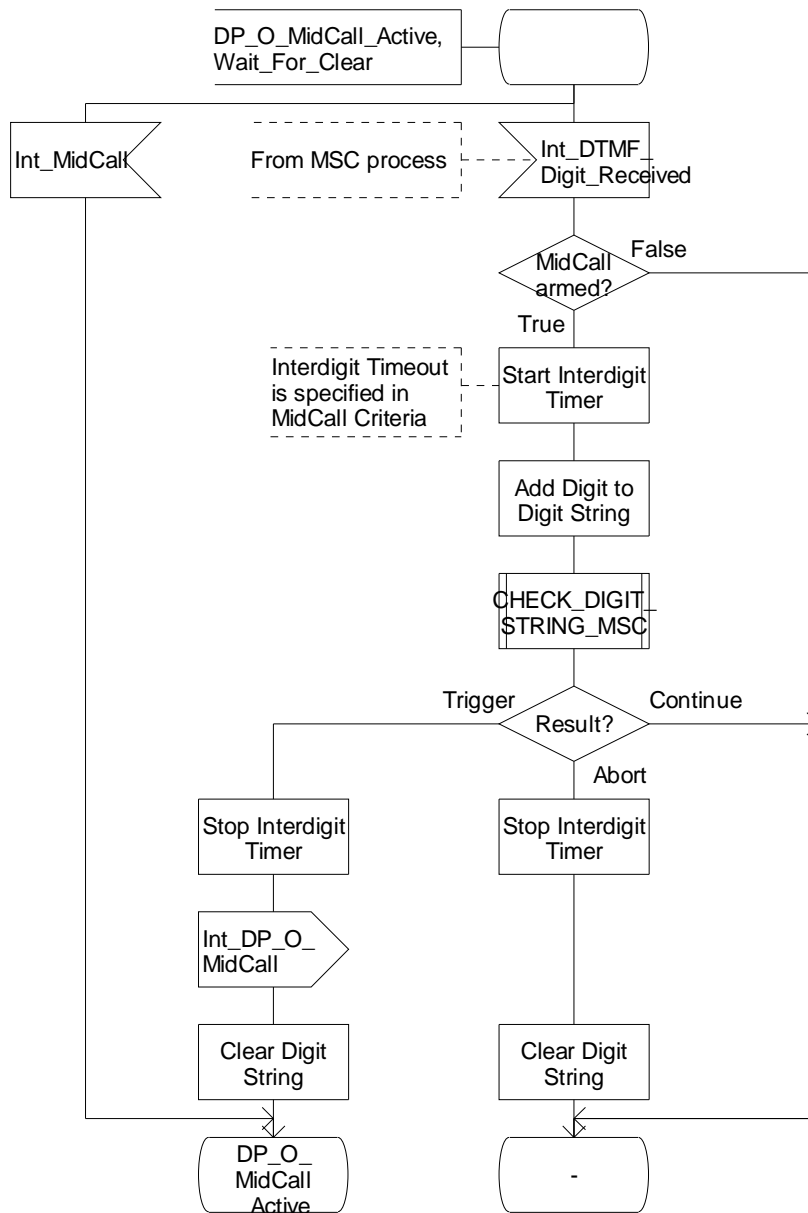 DP_O_MidCall_Active,
Wait_For_Clear
Int_MidCall
From MSC process
Int_DTMF_
Digit_Received
MidCall
armed?
False
True
Interdigit Timeout
is specified in
MidCall Criteria
Start Interdigit
Timer
Add Digit to
Digit String
CHECK_DIGIT_
STRING_MSC
Trigger
Result?
Continue
Abort
Stop Interdigit
Timer
Stop Interdigit
Timer
Int_DP_O_
MidCall
Clear Digit
String
Clear Digit
String
DP_O_
MidCall
_Active
-